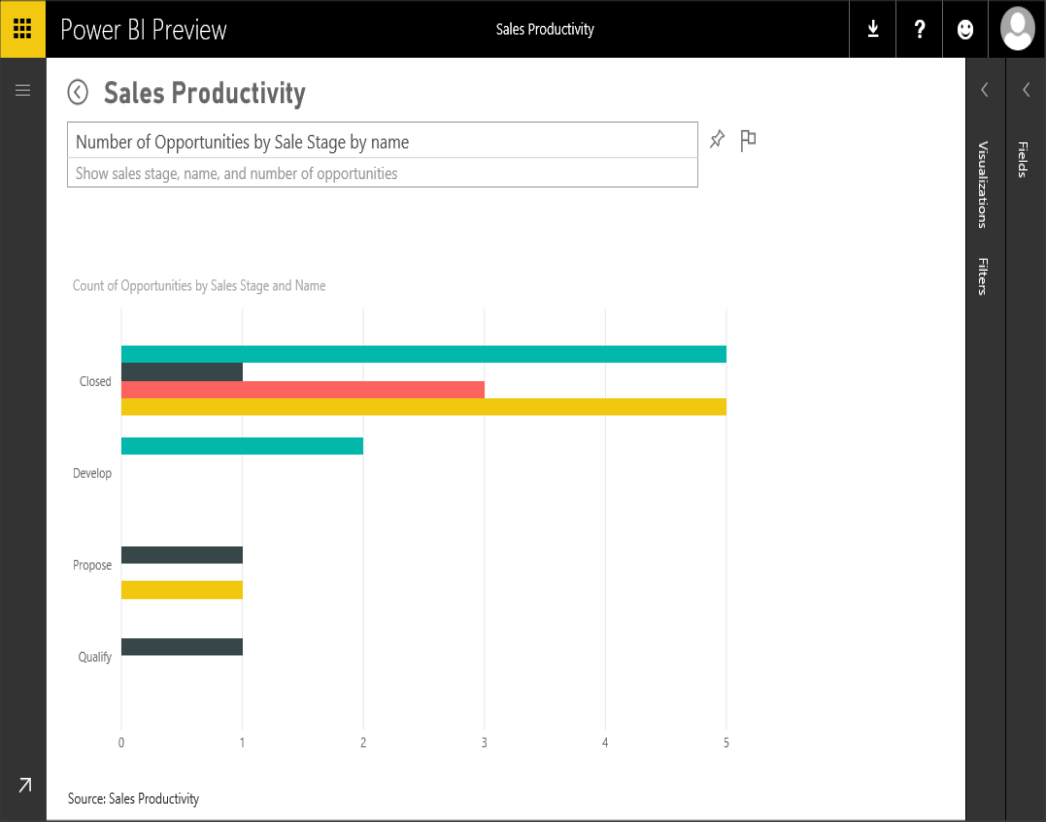 Power BI Preview
Sales Productivity
?
Sales Productivity
Number of Opportunities by Sale Stage by name
Show sales stage, name, and number of opportunities
Visualizations
Filters
Fields
Count of Opportunities by Sales Stage and Name
Closed
Develop
Propose
Qualify
0 1 2 3 4 5
Source: Sales Productivity